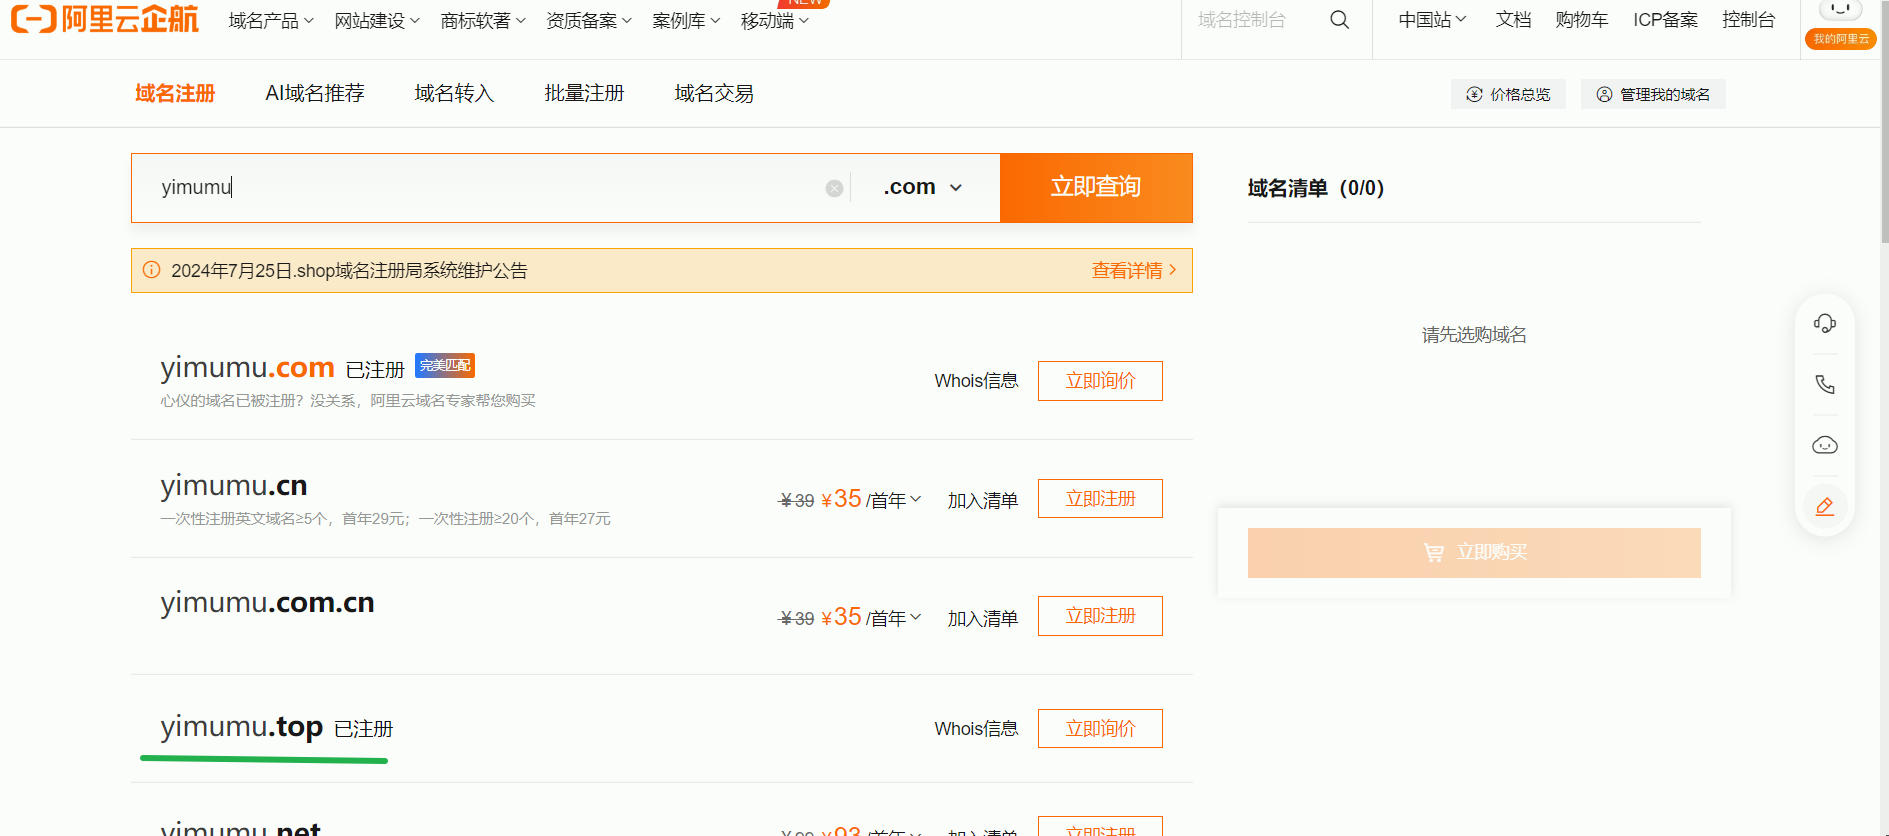 阿里云企航
域名产品 网站建设 商标软著 资质备案 案例库 移动端 NEW
域名控制台
中国站 文档 购物车 ICP备案 控制台
我的阿里云
域名注册 AI域名推荐 域名转入 批量注册 域名交易
价格总览 管理我的域名
yimumu .com 立即查询
域名清单（0/0）
2024年7月25日.shop域名注册局系统维护公告 查看详情
请先选购域名
yimumu.com 已注册 完美匹配
心仪的域名已被注册？没关系，阿里云域名专家帮您购买
Whois信息 立即询价
yimumu.cn
一次性注册英文域名≥5个，首年29元；一次性注册≥20个，首年27元
¥39 ¥35/首年 加入清单 立即注册
立即购买
yimumu.com.cn
¥39 ¥35/首年 加入清单 立即注册
yimumu.top 已注册
Whois信息 立即询价
yimumu.net
¥93/首年 加入清单 立即注册